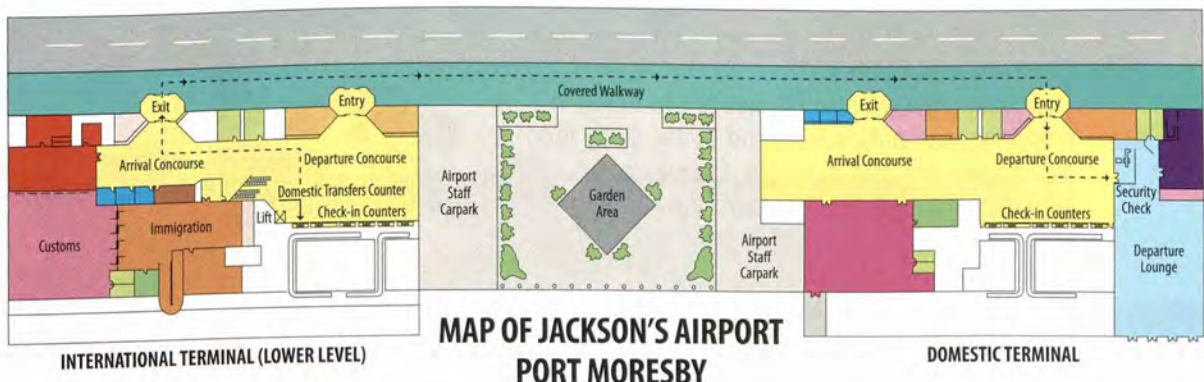 Covered Walkway
Exit
Entry
Arrival Concourse
Departure Concourse
Domestic Transfers Counter
Lift
Check-in Counters
Customs
Immigration
Airport
Staff
Carpark
Garden
Area
Airport
Staff
Carpark
Exit
Entry
Arrival Concourse
Departure Concourse
Check-in Counters
Security
Check
Departure
Lounge
INTERNATIONAL TERMINAL (LOWER LEVEL)
MAP OF JACKSON'S AIRPORT
PORT MORESBY
DOMESTIC TERMINAL